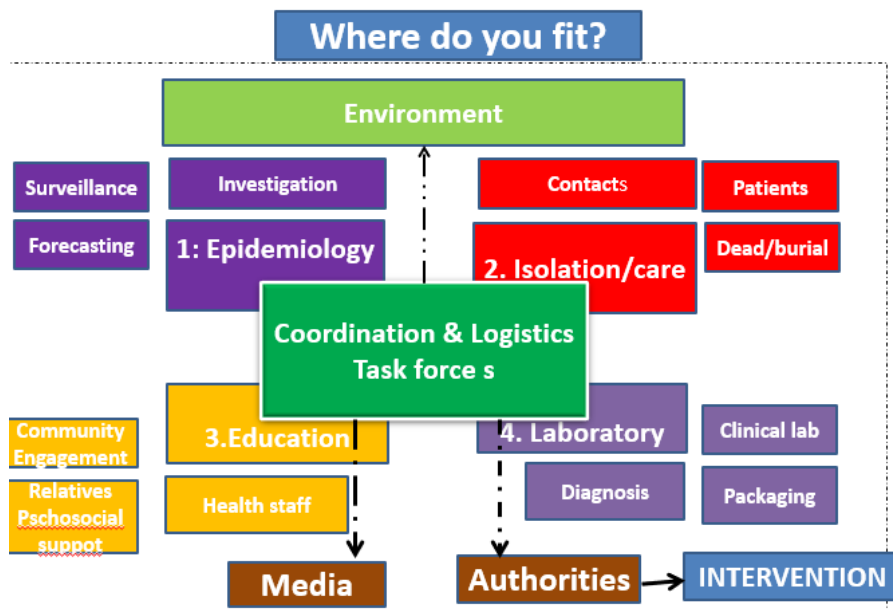 Where do you fit?
Environment
Surveillance
Investigation
Contacts
Patients
Forecasting
1: Epidemiology
2. Isolation/care
Dead/burial
Coordination & Logistics
Task force s
Community
Engagement
3.Education
4. Laboratory
Clinical lab
Relatives
Pschosocial
suppot
Health staff
Diagnosis
Packaging
Media
Authorities
INTERVENTION